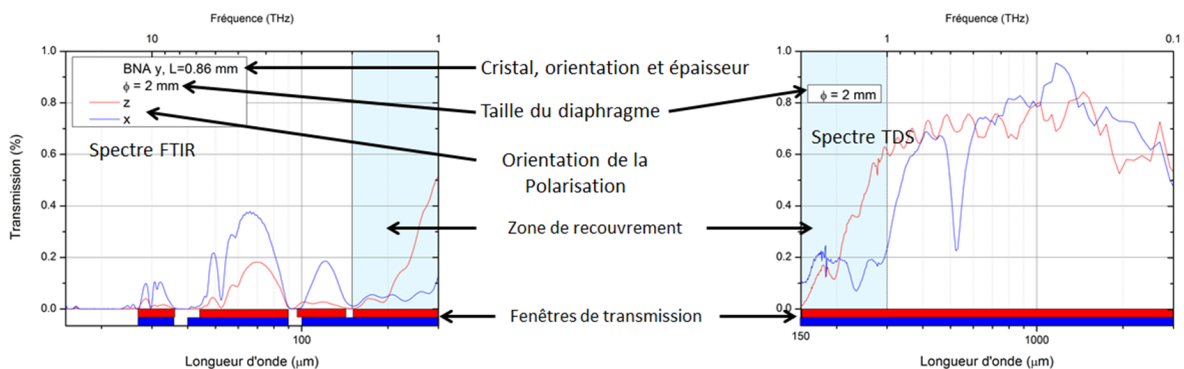 Fréquence (THz)
10
1
1.0
0.8
0.6
0.4
0.2
0.0
Transmission (%)
BNA y, L=0.86 mm
ϕ = 2 mm
z
x
Spectre FTIR
100
Longueur d'onde (µm)
Cristal, orientation et épaisseur
Taille du diaphragme
Orientation de la
Polarisation
Zone de recouvrement
Fenêtres de transmission
Fréquence (THz)
1
0.1
1.0
0.8
0.6
0.4
0.2
0.0
ϕ = 2 mm
Spectre TDS
150
1000
Longueur d'onde (µm)